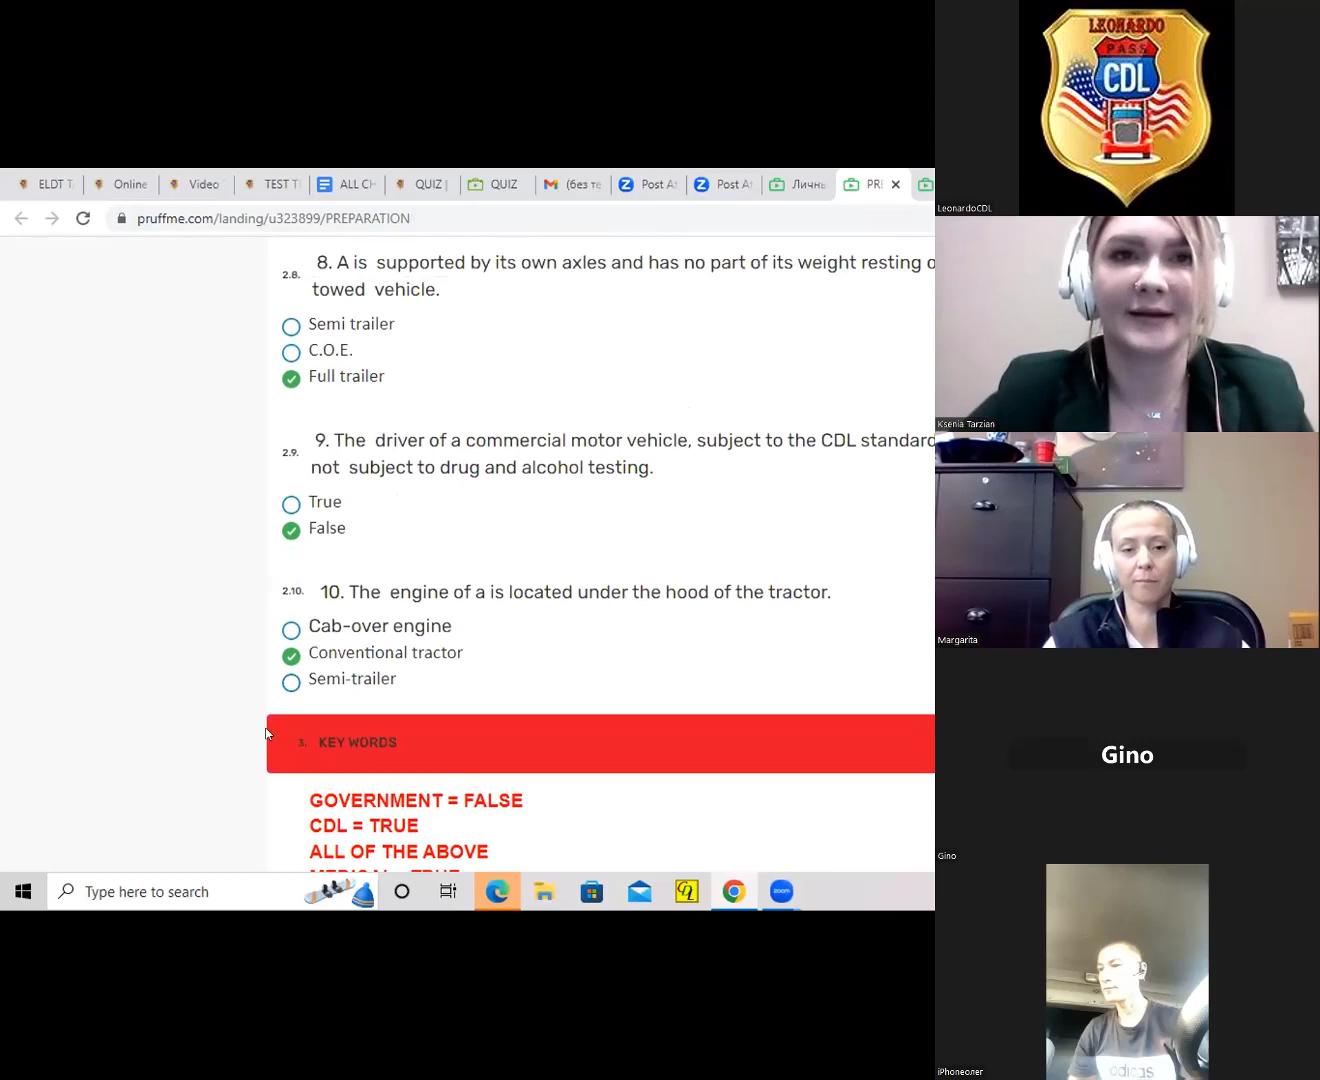 LEONARDO
PASS
CDL
LeonardoCDL
ELDT T
Online
Video
TEST T
ALL CH
QUIZ |
QUIZ
(без те
Post A
Post A
Личн
PR
pruffme.com/landing/u323899/PREPARATION
2.8.
8. A is supported by its own axles and has no part of its weight resting o
towed vehicle.
Semi trailer
C.O.E.
Full trailer
Ksenia Tarzian
2.9.
9. The driver of a commercial motor vehicle, subject to the CDL standard
not subject to drug and alcohol testing.
True
False
2.10.
10. The engine of a is located under the hood of the tractor.
Cab-over engine
Conventional tractor
Semi-trailer
Margarita
3. KEY WORDS
GOVERNMENT = FALSE
CDL = TRUE
ALL OF THE ABOVE
Gino
Gino
Type here to search
zoom
adidas
iPhoneолег